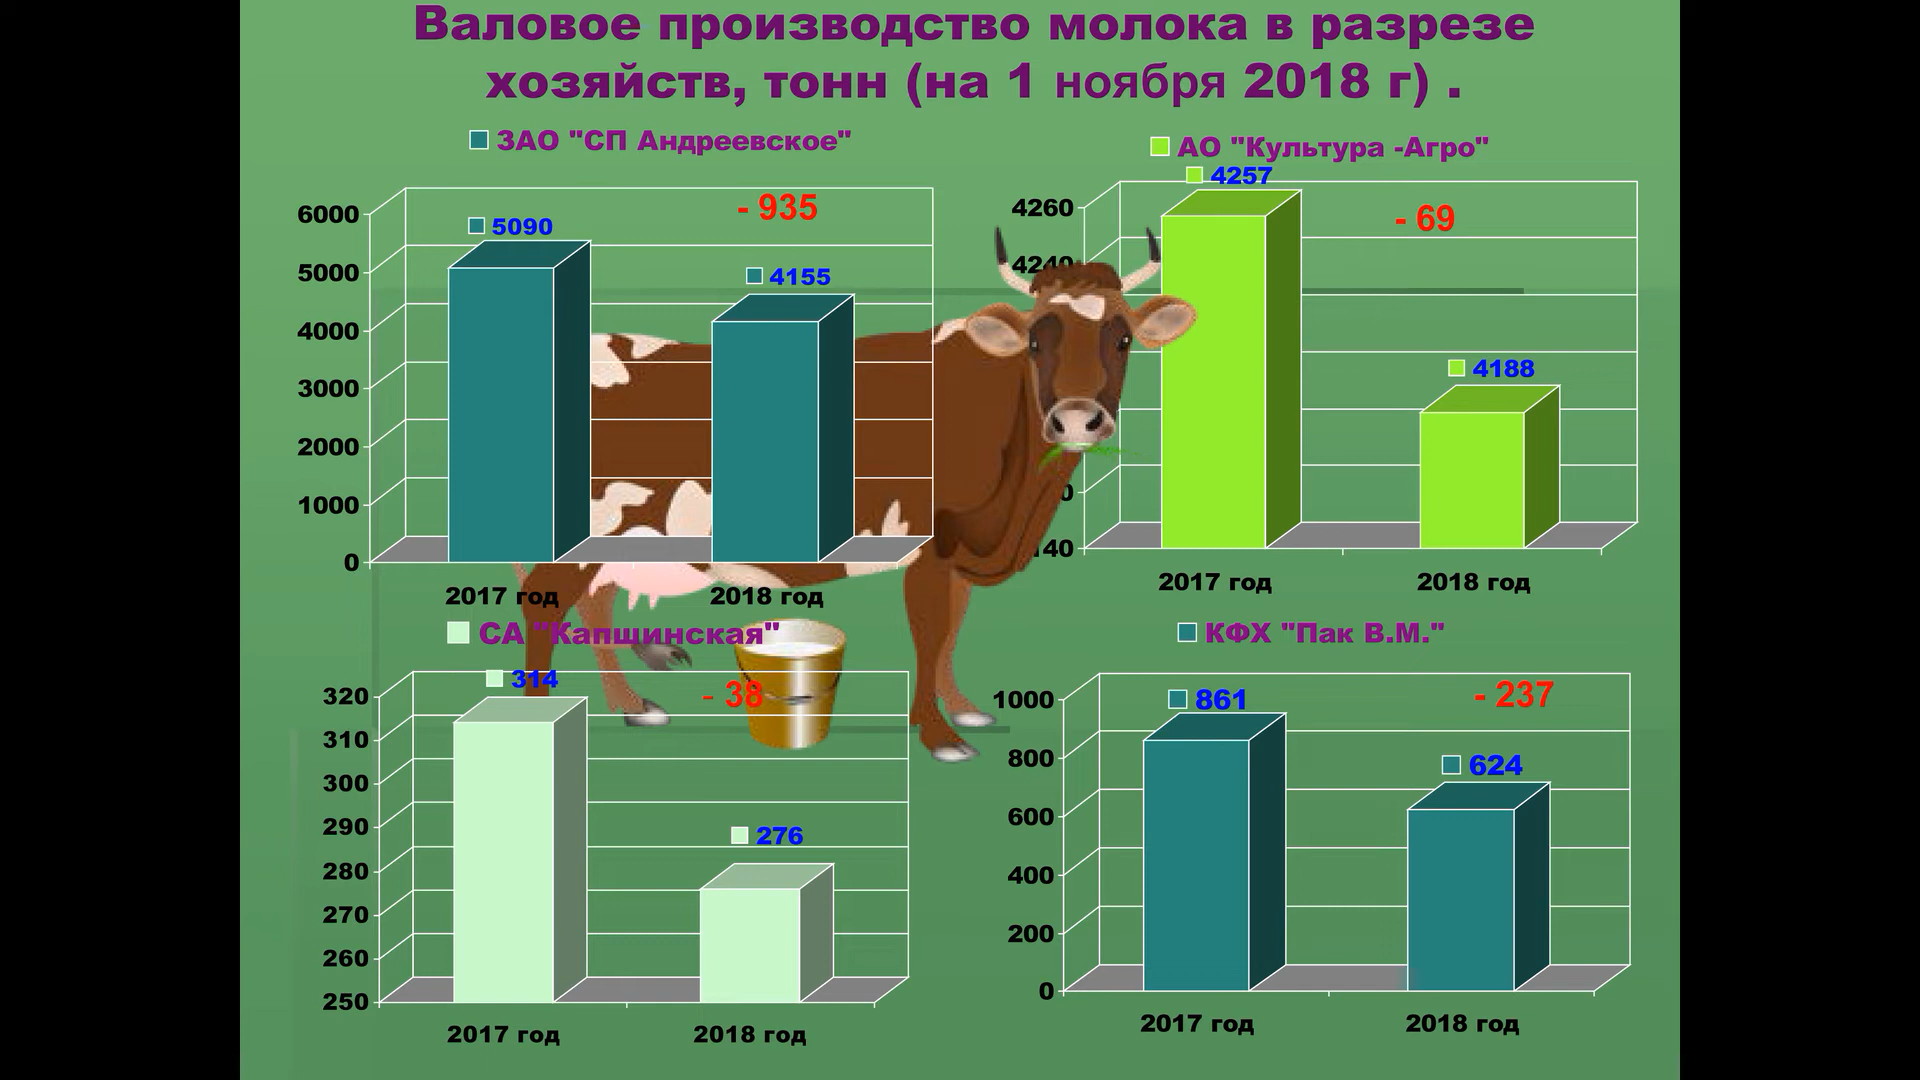 Валовое производство молока в разрезе
хозяйств, тонн (на 1 ноября 2018 г) .
ЗАО "СП Андреевское"
6000
5000
4000
3000
2000
1000
0
5090
4155
- 935
2017 год
2018 год
АО "Культура -Агро"
4260
4240
4257
4188
- 69
2017 год
2018 год
СА "Капшинская"
320
310
300
290
280
270
260
250
314
276
- 38
2017 год
2018 год
КФХ "Пак В.М."
1000
800
600
400
200
0
861
624
- 237
2017 год
2018 год